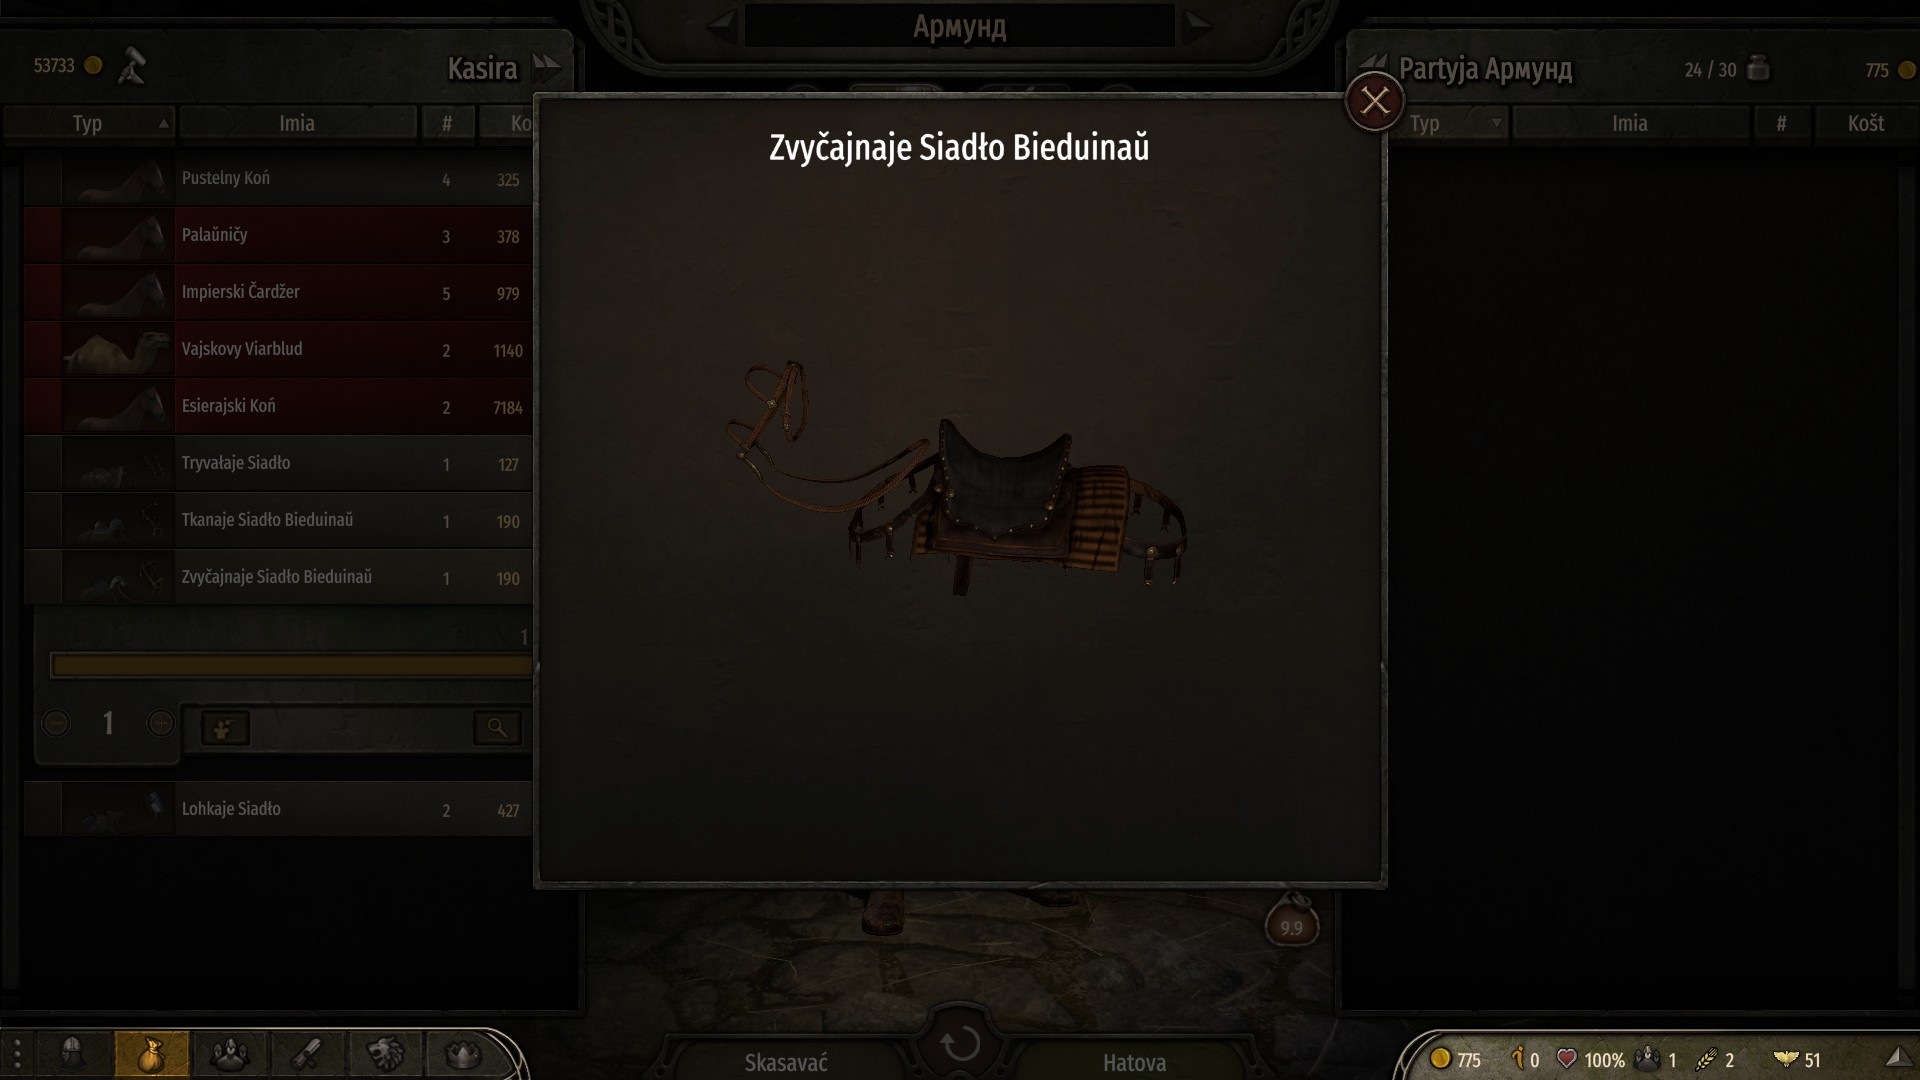 Армунд
53733
Kasira
Partyja Армунд
24 / 30
775
Typ
Imia
#
Ko
Typ
Imia
#
Košt
Zvyčajnaje Siadło Bieduinaŭ
Pustelny Koń 4 325
Palaŭničy 3 378
Impierski Čardžer 5 979
Vajskovy Viarblud 2 1140
Esierajski Koń 2 7184
Tryvałaje Siadło 1 127
Tkanaje Siadło Bieduinaŭ 1 190
Zvyčajnaje Siadło Bieduinaŭ 1 190
1
1
Lohkaje Siadło 2 427
9.9
Skasavać
Hatova
775 0 100% 1 2 51